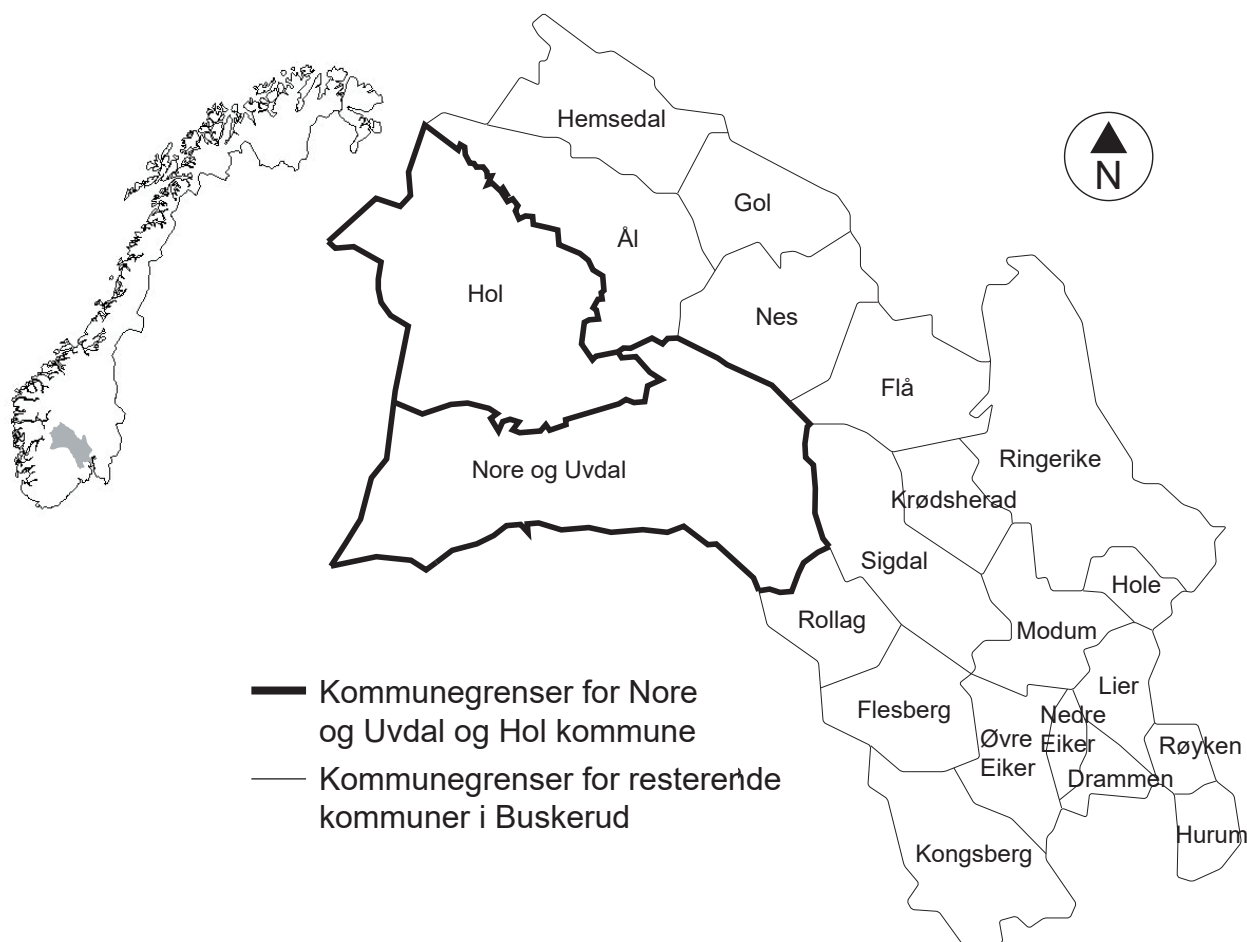 Hemsedal
N
Gol
Ål
Hol
Nes
Flå
Ringerike
Nore og Uvdal
Krødsherad
Sigdal
Hole
Rollag
Modum
Lier
Flesberg
Nedre
Eiker
Øvre
Eiker
Røyken
Drammen
Hurum
Kongsberg
Kommunegrenser for Nore
og Uvdal og Hol kommune
Kommunegrenser for resterende
kommuner i Buskerud